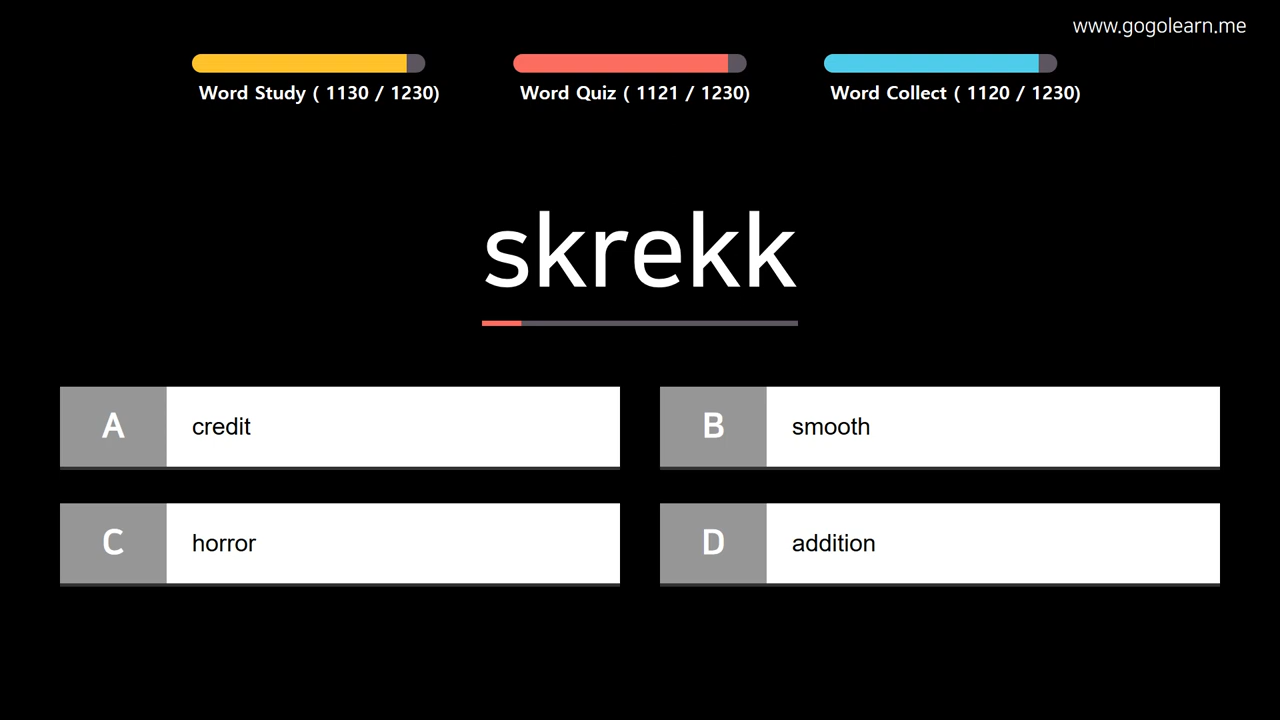 www.gogolearn.me
Word Study ( 1130 / 1230)
Word Quiz ( 1121 / 1230)
Word Collect ( 1120 / 1230)
skrekk
A credit
B smooth
C horror
D addition